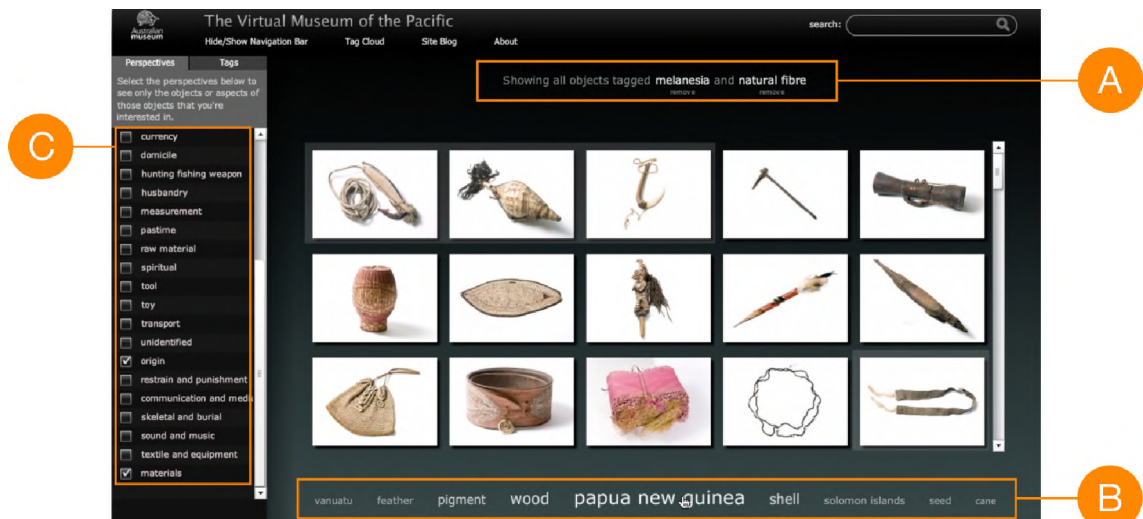 Australian
museum
The Virtual Museum of the Pacific
Hide/Show Navigation Bar Tag Cloud Site Blog About
search:
Perspectives Tags
Select the perspectives below to
see only the objects or aspects of
those objects that you're
interested in.
Showing all objects tagged melanesia and natural fibre
remove remove
A
C
currency
domicile
hunting fishing weapon
husbandry
measurement
pastime
raw material
spiritual
tool
toy
transport
unidentified
origin
restrain and punishment
communication and medi
skeletal and burial
sound and music
textile and equipment
materials
vanuatu feather pigment wood papua new guinea shell solomon islands seed cane
B